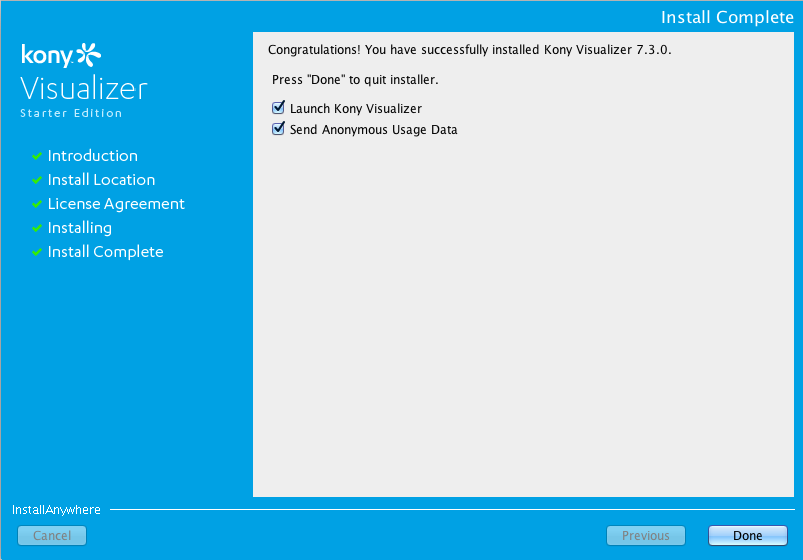 Install Complete
kony
Visualizer
Starter Edition
Introduction
Install Location
License Agreement
Installing
Install Complete
Congratulations! You have successfully installed Kony Visualizer 7.3.0.
Press "Done" to quit installer.
Launch Kony Visualizer
Send Anonymous Usage Data
InstallAnywhere
Cancel
Previous
Done